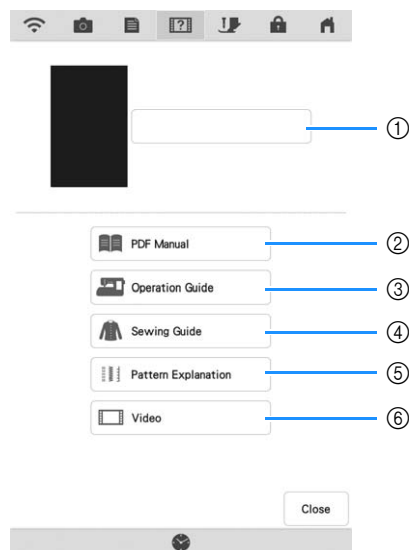 ?
①
PDF Manual
②
Operation Guide
③
Sewing Guide
④
Pattern Explanation
⑤
Video
⑥
Close